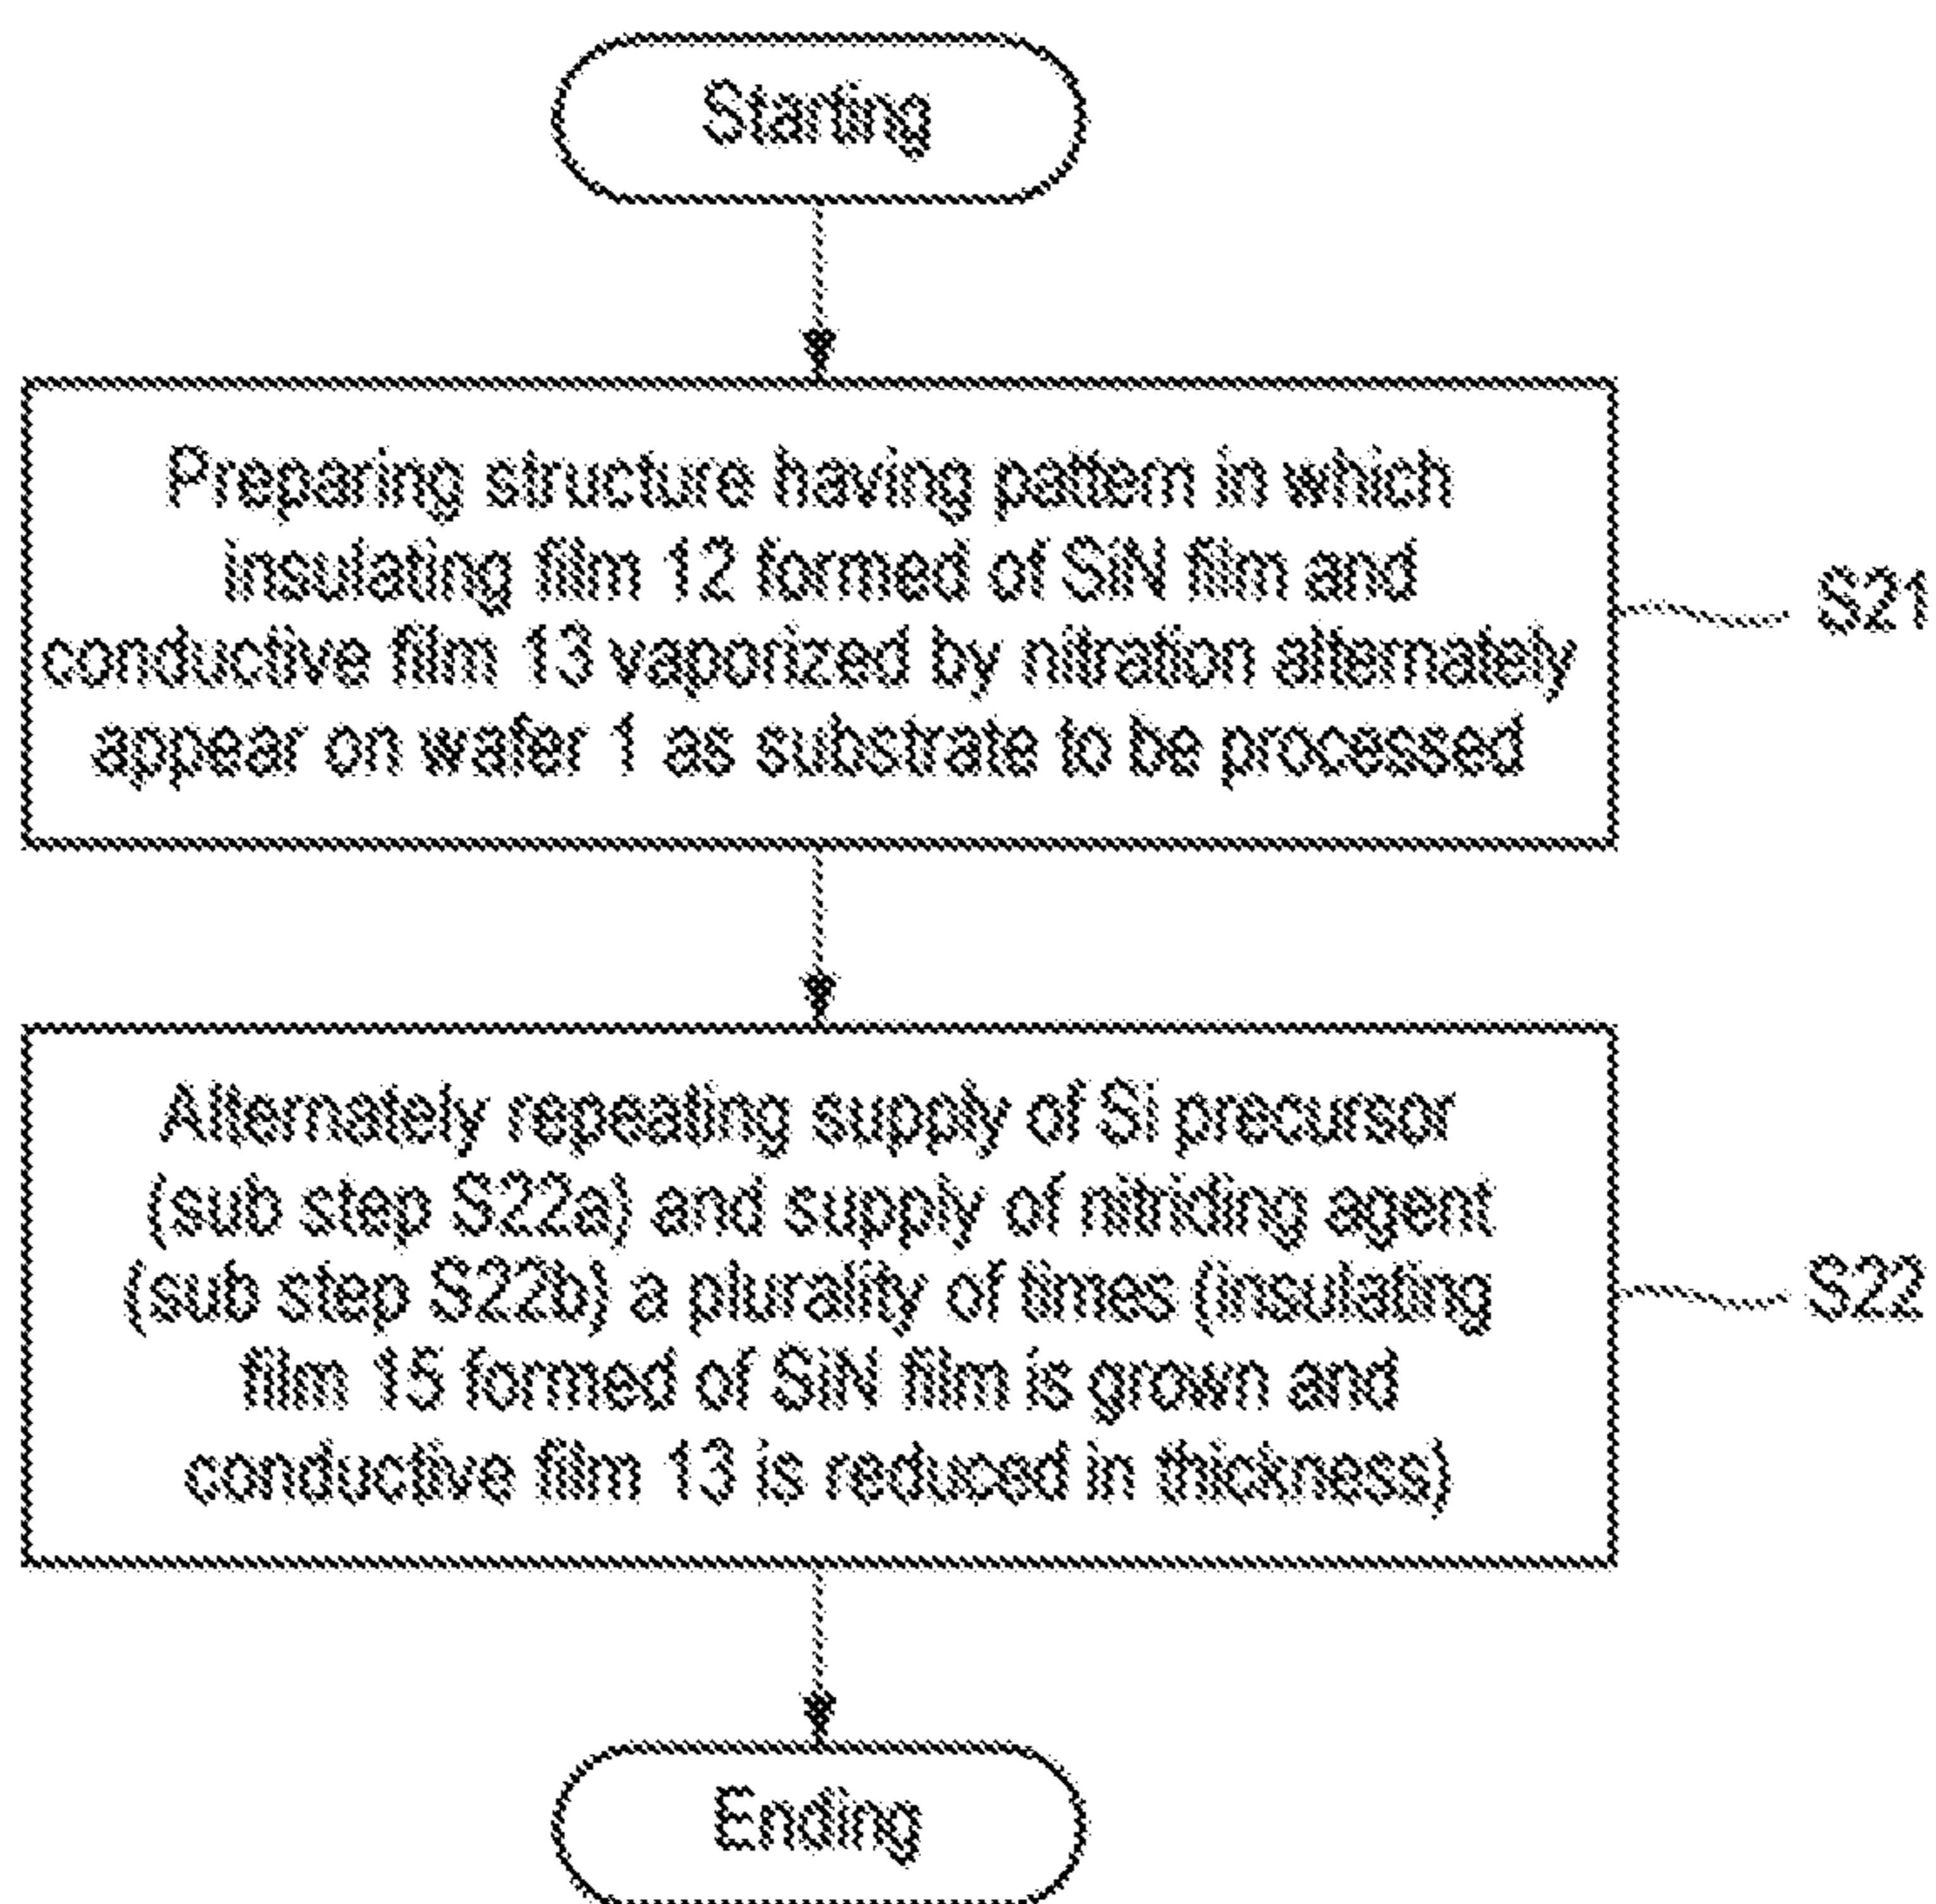 Starting
Preparing structure having pattern in which
insulating film 12 formed of SiN film and
conductive film 13 vaporized by nitration alternately
appear on wafer 1 as substrate to be processed
S21
Alternately repeating supply of Si precursor
(sub step S22a) and supply of nitriding agent
(sub step S22b) a plurality of times (insulating
film 15 formed of SiN film is grown and
conductive film 13 is reduced in thickness)
S22
Ending